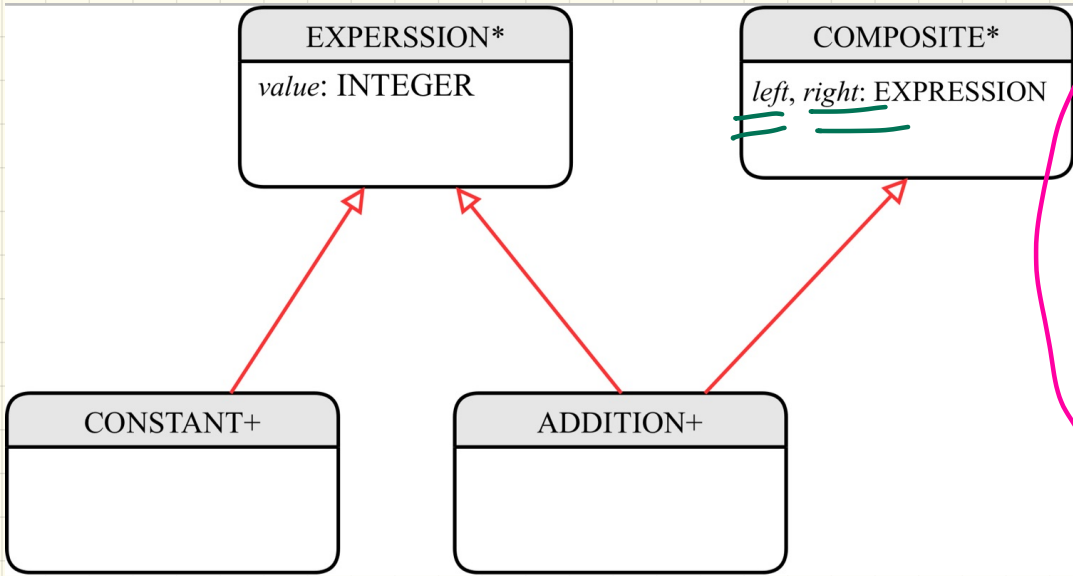 EXPERSSION*
value: INTEGER
COMPOSITE*
left, right: EXPRESSION
CONSTANT+
ADDITION+